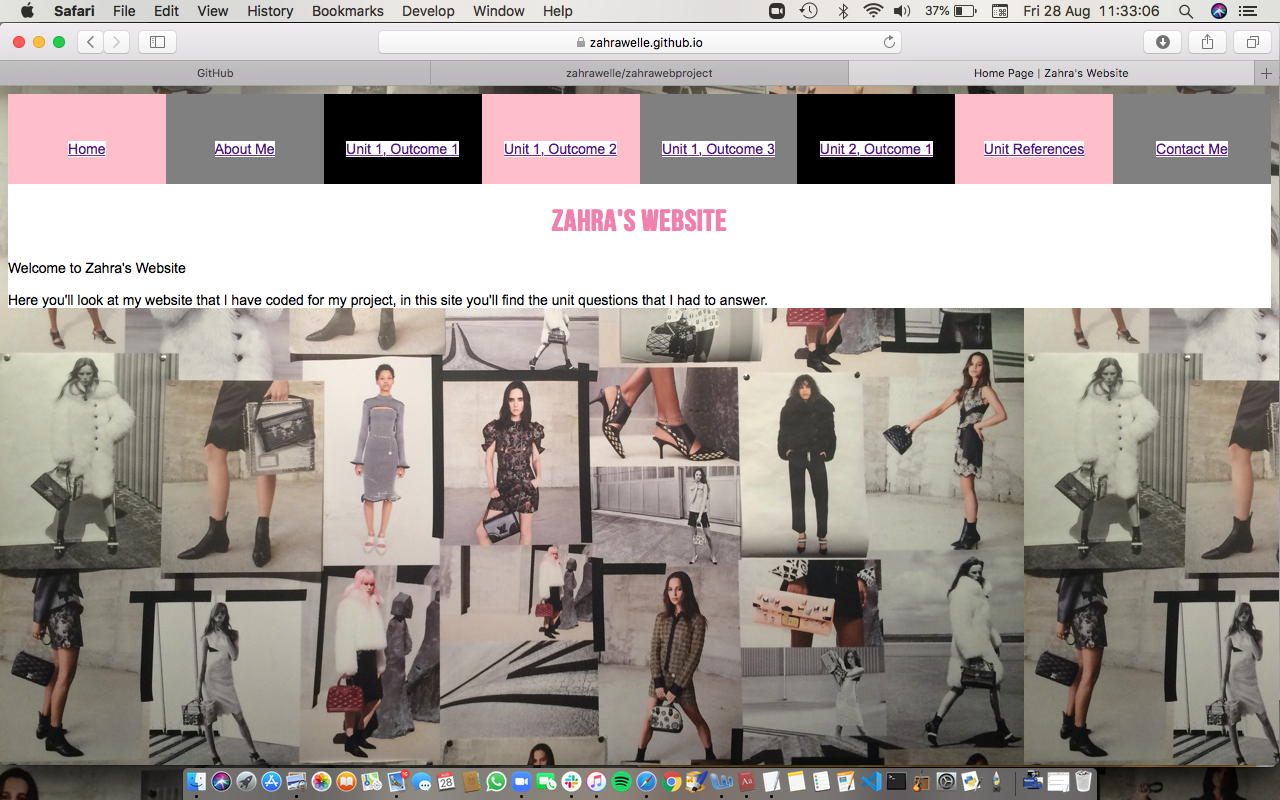 Safari File Edit View History Bookmarks Develop Window Help 37% Fri 28 Aug 11:33:06
zahrawelle.github.io
GitHub zahrawelle/zahrawebproject Home Page | Zahra's Website
Home About Me Unit 1, Outcome 1 Unit 1, Outcome 2 Unit 1, Outcome 3 Unit 2, Outcome 1 Unit References Contact Me
ZAHRA'S WEBSITE
Welcome to Zahra's Website
Here you'll look at my website that I have coded for my project, in this site you'll find the unit questions that I had to answer.
28